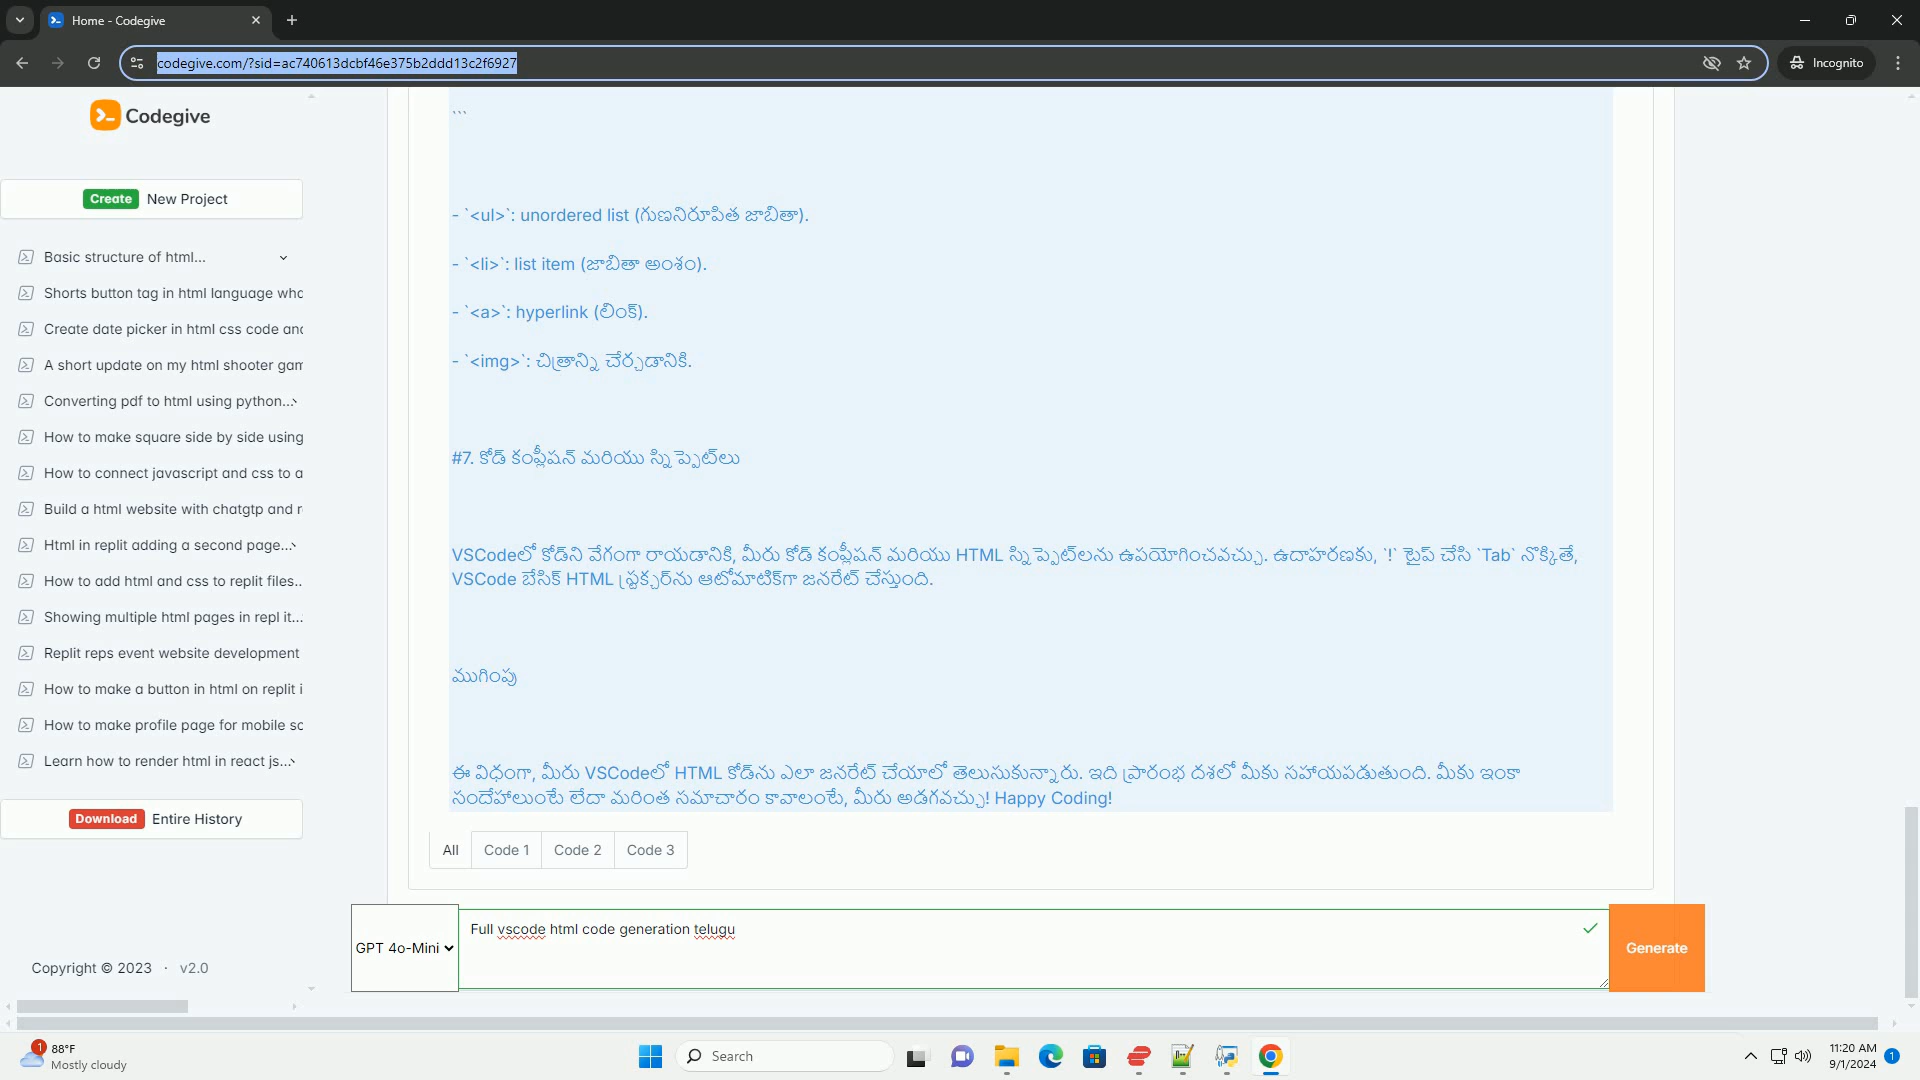 Home - Codegive
codegive.com/?sid=ac740613dcbf46e375b2ddd13c2f6927
Incognito
Codegive
Create New Project
Basic structure of html...
Shorts button tag in html language wha
Create date picker in html css code and
A short update on my html shooter gam
Converting pdf to html using python...
How to make square side by side using
How to connect javascript and css to a
Build a html website with chatgtp and r
Html in replit adding a second page...
How to add html and css to replit files..
Showing multiple html pages in repl it...
Replit reps event website development
How to make a button in html on replit i
How to make profile page for mobile sc
Learn how to render html in react js...
Download Entire History
Copyright © 2023 · v2.0
```
- `<ul>`: unordered list (గుణనిరూపిత జాబితా).
- `<li>`: list item (జాబితా అంశం).
- `<a>`: hyperlink (లింక్).
- `<img>`: చిత్రాన్ని చేర్చడానికి.
#7. కోడ్ కంప్లీషన్ మరియు స్నిప్పెట్‌లు
VSCodeలో కోడ్‌ని వేగంగా రాయడానికి, మీరు కోడ్ కంప్లీషన్ మరియు HTML స్నిప్పెట్‌లను ఉపయోగించవచ్చు. ఉదాహరణకు, `!` టైప్ చేసి `Tab` నొక్కితే,
VSCode బేసిక్ HTML స్ట్రక్చర్‌ను ఆటోమాటిక్‌గా జనరేట్ చేస్తుంది.
ముగింపు
ఈ విధంగా, మీరు VSCodeలో HTML కోడ్‌ను ఎలా జనరేట్ చేయాలో తెలుసుకున్నారు. ఇది ప్రారంభ దశలో మీకు సహాయపడుతుంది. మీకు ఇంకా
సందేహాలుంటే లేదా మరింత సమాచారం కావాలంటే, మీరు అడగవచ్చు! Happy Coding!
All Code 1 Code 2 Code 3
GPT 4o-Mini
Full vscode html code generation telugu
Generate
1
88°F
Mostly cloudy
Search
11:20 AM
9/1/2024
1